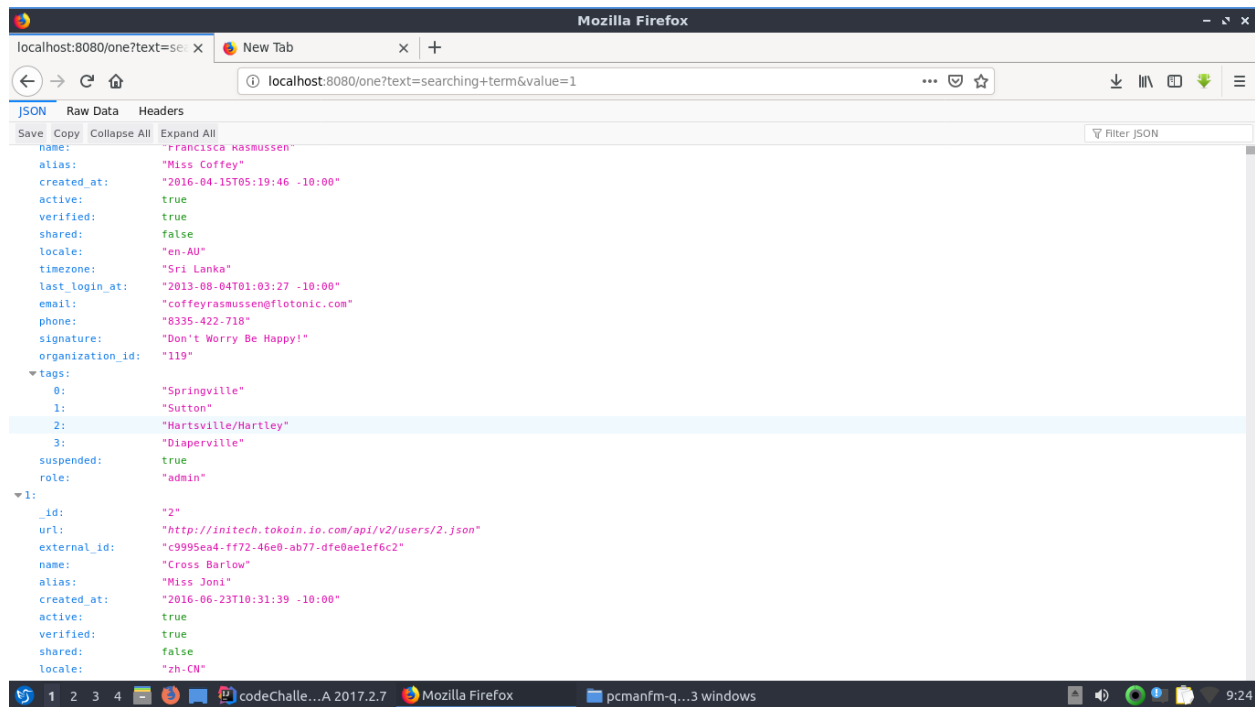 Mozilla Firefox
localhost:8080/one?text=sea New Tab
localhost:8080/one?text=searching+term&value=1
JSON Raw Data Headers
Save Copy Collapse All Expand All Filter JSON
name: "Francisca Rasmussen"
alias: "Miss Coffey"
created_at: "2016-04-15T05:19:46 -10:00"
active: true
verified: true
shared: false
locale: "en-AU"
timezone: "Sri Lanka"
last_login_at: "2013-08-04T01:03:27 -10:00"
email: "coffeyrasmussen@flotonic.com"
phone: "8335-422-718"
signature: "Don't Worry Be Happy!"
organization_id: "119"
tags:
0: "Springville"
1: "Sutton"
2: "Hartsville/Hartley"
3: "Diaperville"
suspended: true
role: "admin"
1:
_id: "2"
url: "http://initech.tokoin.io.com/api/v2/users/2.json"
external_id: "c9995ea4-ff72-46e0-ab77-dfe0ae1ef6c2"
name: "Cross Barlow"
alias: "Miss Joni"
created_at: "2016-06-23T10:31:39 -10:00"
active: true
verified: true
shared: false
locale: "zh-CN"
1 2 3 4 codeChalle...A 2017.2.7 Mozilla Firefox pcmanfm-q...3 windows 9:24